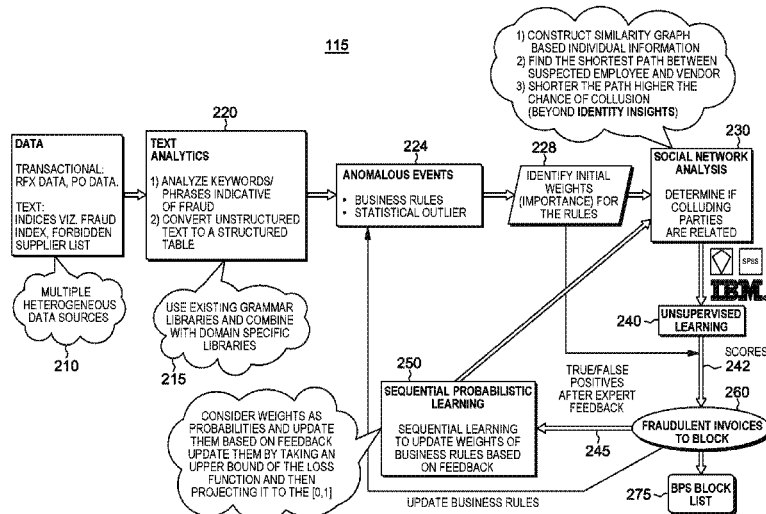 115
1) CONSTRUCT SIMILARITY GRAPH
BASED INDIVIDUAL INFORMATION
2) FIND THE SHORTEST PATH BETWEEN
SUSPECTED EMPLOYEE AND VENDOR
3) SHORTER THE PATH HIGHER THE
CHANCE OF COLLUSION
(BEYOND IDENTITY INSIGHTS)
DATA
TRANSACTIONAL:
RFX DATA, PO DATA.
TEXT:
INDICES VIZ. FRAUD
INDEX, FORBIDDEN
SUPPLIER LIST
MULTIPLE
HETEROGENEOUS
DATA SOURCES
210
220
TEXT
ANALYTICS
1) ANALYZE KEYWORDS/
PHRASES INDICATIVE
OF FRAUD
2) CONVERT UNSTRUCTURED
TEXT TO A STRUCTURED
TABLE
USE EXISTING GRAMMAR
LIBRARIES AND COMBINE
WITH DOMAIN SPECIFIC
LIBRARIES
215
224
ANOMALOUS EVENTS
• BUSINESS RULES
• STATISTICAL OUTLIER
228
IDENTIFY INITIAL
WEIGHTS
(IMPORTANCE) FOR
THE RULES
230
SOCIAL NETWORK
ANALYSIS
DETERMINE IF
COLLUDING
PARTIES
ARE RELATED
SPSS
IBM
240
UNSUPERVISED
LEARNING
SCORES
242
TRUE/FALSE
POSITIVES
AFTER EXPERT
FEEDBACK
250
SEQUENTIAL PROBABILISTIC
LEARNING
SEQUENTIAL LEARNING
TO UPDATE WEIGHTS OF
BUSINESS RULES BASED
ON FEEDBACK
CONSIDER WEIGHTS AS
PROBABILITIES AND UPDATE
THEM BASED ON FEEDBACK
UPDATE THEM BY TAKING AN
UPPER BOUND OF THE LOSS
FUNCTION AND THEN
PROJECTING IT TO THE [0,1]
245
260
FRAUDULENT INVOICES
TO BLOCK
UPDATE BUSINESS RULES
275
BPS BLOCK
LIST